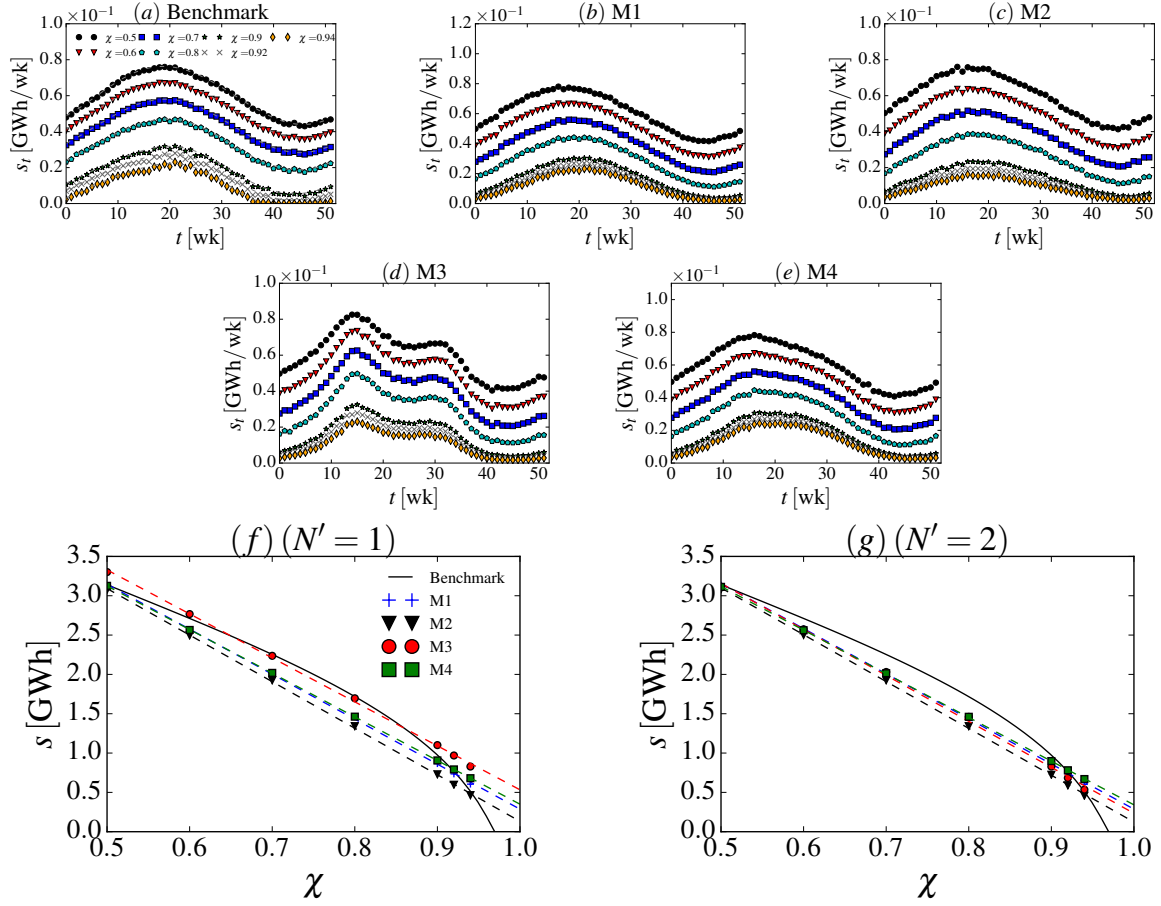 ×10⁻¹ (a) Benchmark
1.0
0.8
0.6
0.4
0.2
0.0
χ=0.5 χ=0.7 χ=0.9 χ=0.94
χ=0.6 χ=0.8 χ=0.92
s_t [GWh/wk]
0 10 20 30 40 50
t [wk]
×10⁻¹ (b) M1
1.2
1.0
0.8
0.6
0.4
0.2
0.0
s_t [GWh/wk]
0 10 20 30 40 50
t [wk]
×10⁻¹ (c) M2
1.0
0.8
0.6
0.4
0.2
0.0
s_t [GWh/wk]
0 10 20 30 40 50
t [wk]
×10⁻¹ (d) M3
1.0
0.8
0.6
0.4
0.2
0.0
s_t [GWh/wk]
0 10 20 30 40 50
t [wk]
×10⁻¹ (e) M4
1.0
0.8
0.6
0.4
0.2
0.0
s_t [GWh/wk]
0 10 20 30 40 50
t [wk]
(f) (N′ = 1)
3.5
3.0
2.5
2.0
1.5
1.0
0.5
0.0
s [GWh]
Benchmark
M1
M2
M3
M4
0.5 0.6 0.7 0.8 0.9 1.0
χ
(g) (N′ = 2)
3.5
3.0
2.5
2.0
1.5
1.0
0.5
0.0
s [GWh]
0.5 0.6 0.7 0.8 0.9 1.0
χ